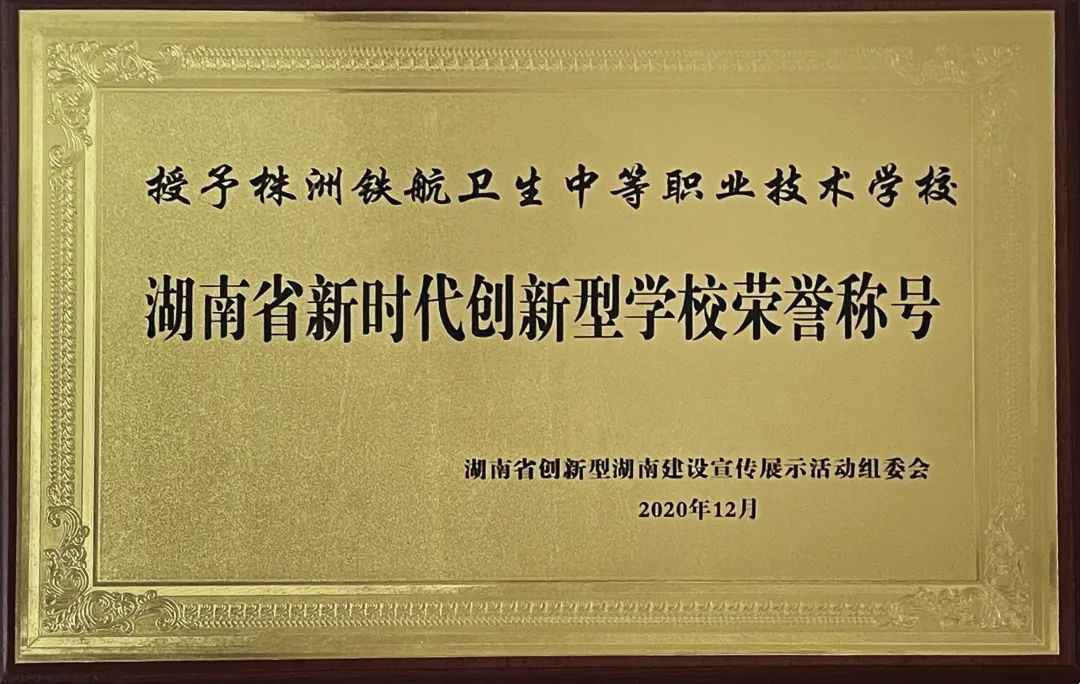 授予株洲铁航卫生中等职业技术学校
湖南省新时代创新型学校荣誉称号
湖南省创新型湖南建设宣传展示活动组委会
2020年12月